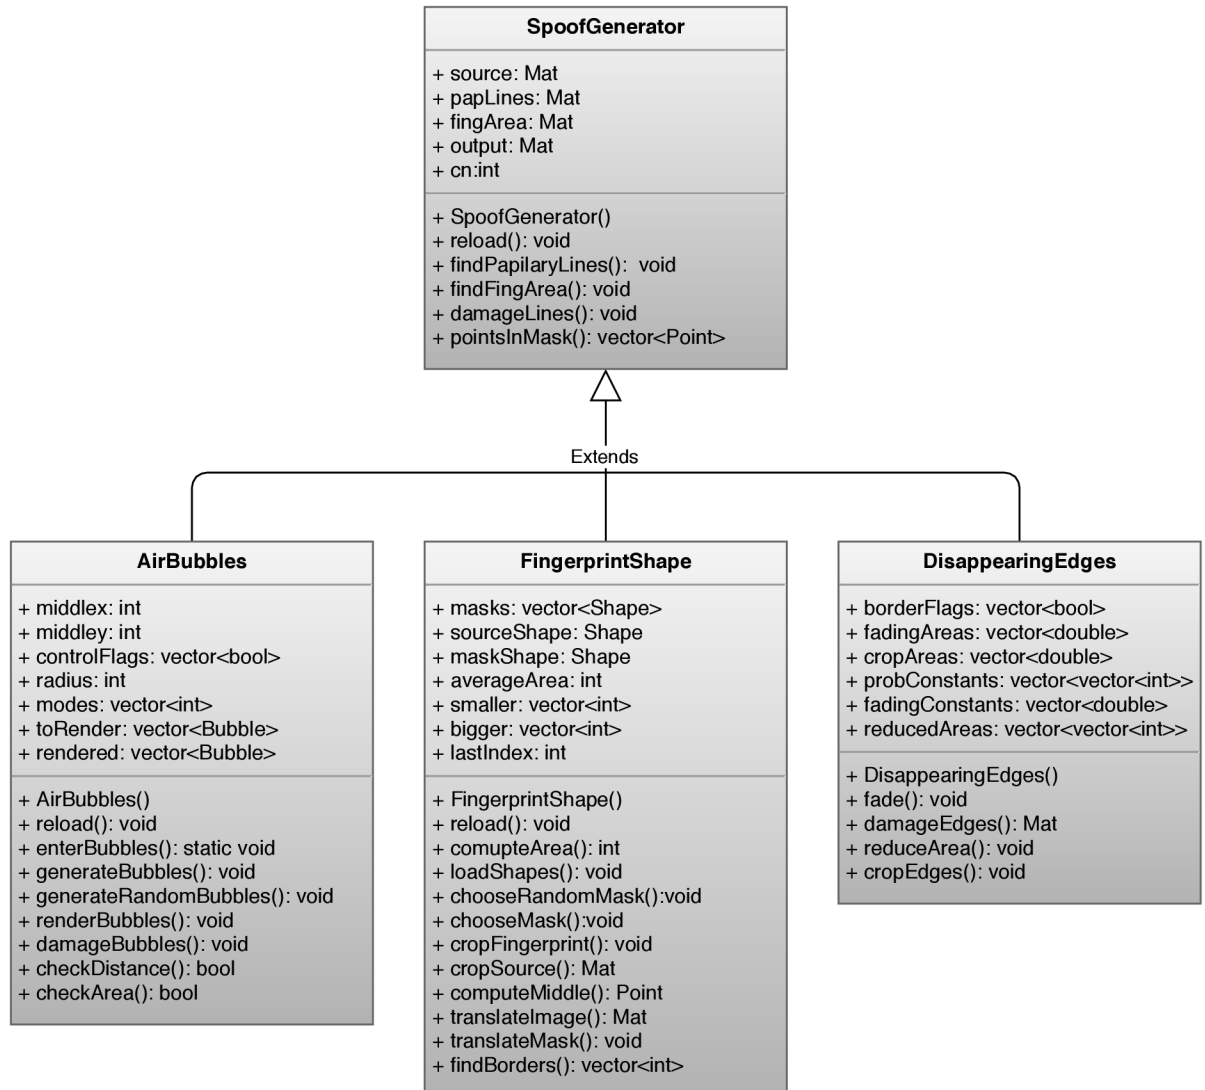 SpoofGenerator
+ source: Mat
+ papLines: Mat
+ fingArea: Mat
+ output: Mat
+ cn:int
+ SpoofGenerator()
+ reload(): void
+ findPapilaryLines():  void
+ findFingArea(): void
+ damageLines(): void
+ pointsInMask(): vector<Point>
Extends
AirBubbles
+ middlex: int
+ middley: int
+ controlFlags: vector<bool>
+ radius: int
+ modes: vector<int>
+ toRender: vector<Bubble>
+ rendered: vector<Bubble>
+ AirBubbles()
+ reload(): void
+ enterBubbles(): static void
+ generateBubbles(): void
+ generateRandomBubbles(): void
+ renderBubbles(): void
+ damageBubbles(): void
+ checkDistance(): bool
+ checkArea(): bool
FingerprintShape
+ masks: vector<Shape>
+ sourceShape: Shape
+ maskShape: Shape
+ averageArea: int
+ smaller: vector<int>
+ bigger: vector<int>
+ lastIndex: int
+ FingerprintShape()
+ reload(): void
+ comupteArea(): int
+ loadShapes(): void
+ chooseRandomMask():void
+ chooseMask():void
+ cropFingerprint(): void
+ cropSource(): Mat
+ computeMiddle(): Point
+ translateImage(): Mat
+ translateMask(): void
+ findBorders(): vector<int>
DisappearingEdges
+ borderFlags: vector<bool>
+ fadingAreas: vector<double>
+ cropAreas: vector<double>
+ probConstants: vector<vector<int>>
+ fadingConstants: vector<double>
+ reducedAreas: vector<vector<int>>
+ DisappearingEdges()
+ fade(): void
+ damageEdges(): Mat
+ reduceArea(): void
+ cropEdges(): void